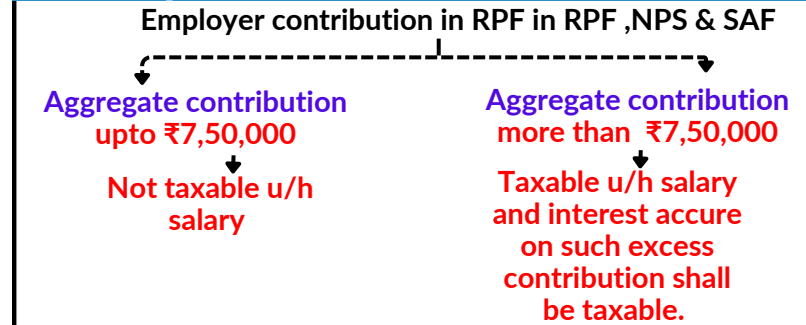 Employer contribution in RPF in RPF ,NPS & SAF
Aggregate contribution
upto ₹7,50,000
Not taxable u/h
salary
Aggregate contribution
more than ₹7,50,000
Taxable u/h salary
and interest accure
on such excess
contribution shall
be taxable.